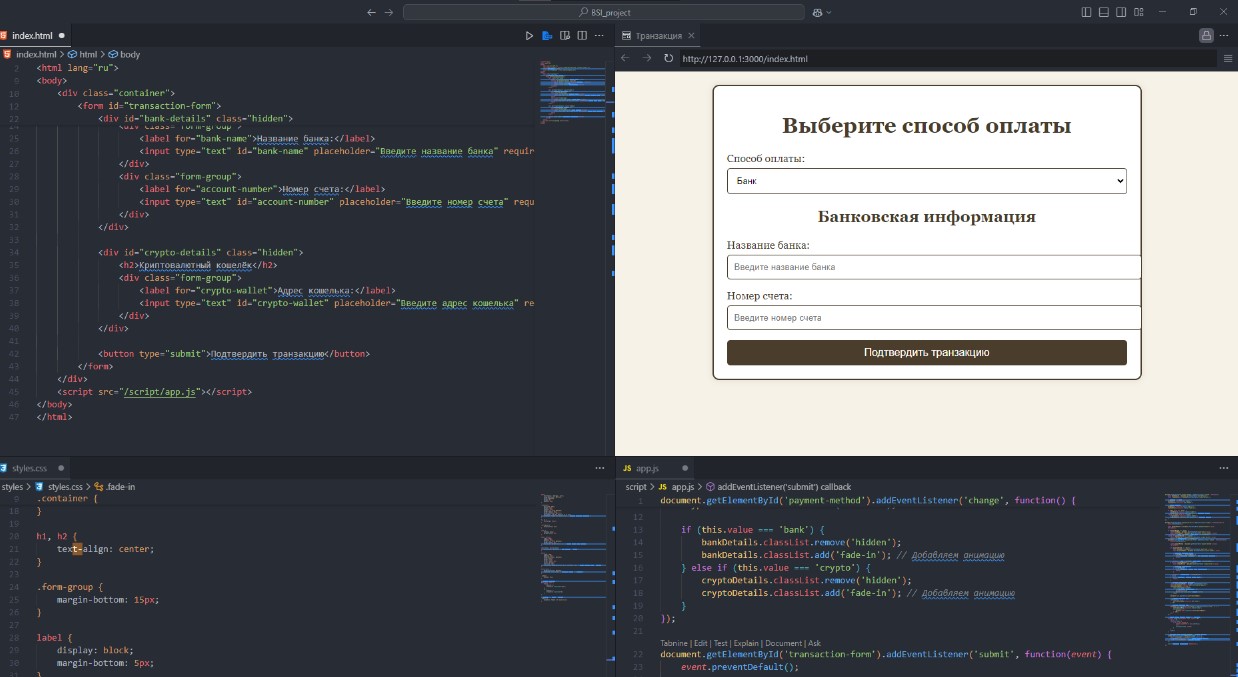 BSI_project
index.html
index.html > html > body
2 <html lang="ru">
9 <body>
10 <div class="container">
12 <form id="transaction-form">
22 <div id="bank-details" class="hidden">
24 <div class="form-group">
25 <label for="bank-name">Название банка:</label>
26 <input type="text" id="bank-name" placeholder="Введите название банка" requir
27 </div>
28 <div class="form-group">
29 <label for="account-number">Номер счета:</label>
30 <input type="text" id="account-number" placeholder="Введите номер счета" requ
31 </div>
32 </div>
33
34 <div id="crypto-details" class="hidden">
35 <h2>Криптовалютный кошелёк</h2>
36 <div class="form-group">
37 <label for="crypto-wallet">Адрес кошелька:</label>
38 <input type="text" id="crypto-wallet" placeholder="Введите адрес кошелька" re
39 </div>
40 </div>
41
42 <button type="submit">Подтвердить транзакцию</button>
43 </form>
44 </div>
45 <script src="/script/app.js"></script>
46 </body>
47 </html>
Транзакция
http://127.0.0.1:3000/index.html
Выберите способ оплаты
Способ оплаты:
Банк
Банковская информация
Название банка:
Введите название банка
Номер счета:
Введите номер счета
Подтвердить транзакцию
styles.css
styles > styles.css > .fade-in
9 .container {
18 }
19
20 h1, h2 {
21 text-align: center;
22 }
23
24 .form-group {
25 margin-bottom: 15px;
26 }
27
28 label {
29 display: block;
30 margin-bottom: 5px;
31 }
JS app.js
script > JS app.js > addEventListener('submit') callback
1 document.getElementById('payment-method').addEventListener('change', function() {
12
13 if (this.value === 'bank') {
14 bankDetails.classList.remove('hidden');
15 bankDetails.classList.add('fade-in'); // Добавляем анимацию
16 } else if (this.value === 'crypto') {
17 cryptoDetails.classList.remove('hidden');
18 cryptoDetails.classList.add('fade-in'); // Добавляем анимацию
19 }
20 });
21
Tabnine | Edit | Test | Explain | Document | Ask
22 document.getElementById('transaction-form').addEventListener('submit', function(event) {
23 event.preventDefault();